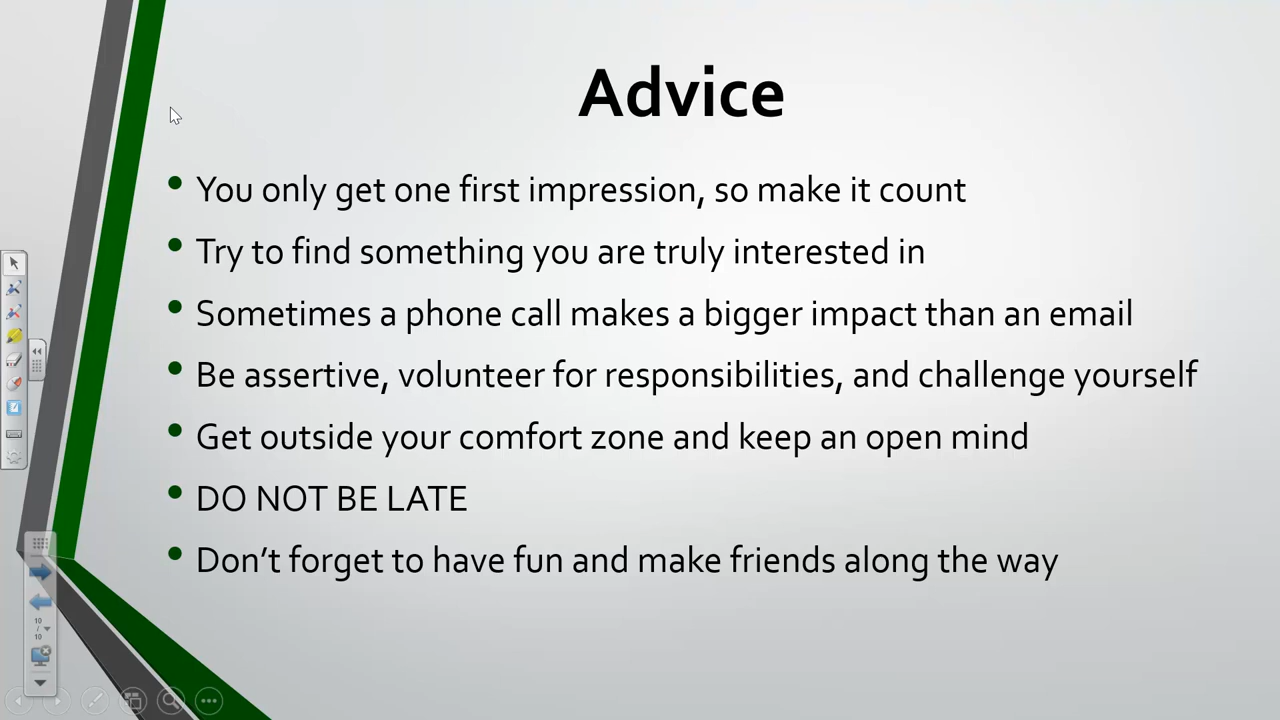 Advice
You only get one first impression, so make it count
Try to find something you are truly interested in
Sometimes a phone call makes a bigger impact than an email
Be assertive, volunteer for responsibilities, and challenge yourself
Get outside your comfort zone and keep an open mind
DO NOT BE LATE
Don’t forget to have fun and make friends along the way
10
/
10